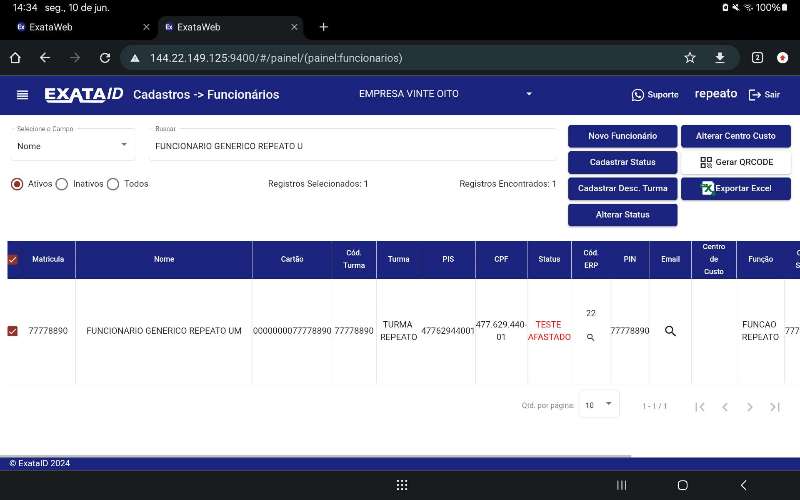 14:34 seg., 10 de jun. 100%
ExataWeb
ExataWeb
144.22.149.125:9400/#/painel/(painel:funcionarios)
2
EXATA ID
Cadastros -> Funcionários
EMPRESA VINTE OITO
Suporte
repeato
Sair
Selecione o Campo
Nome
Buscar
FUNCIONARIO GENERICO REPEATO U
Novo Funcionário
Alterar Centro Custo
Cadastrar Status
Gerar QRCODE
Cadastrar Desc. Turma
Exportar Excel
Alterar Status
Ativos Inativos Todos
Registros Selecionados: 1
Registros Encontrados: 1
Matricula
Nome
Cartão
Cód.
Turma
Turma
PIS
CPF
Status
Cód.
ERP
PIN
Email
Centro
de
Custo
Função
77778890
FUNCIONARIO GENERICO REPEATO UM
0000000077778890
77778890
TURMA
REPEATO
47762944001
477.629.440-
01
TESTE
AFASTADO
22
77778890
FUNCAO
REPEATO
Qtd. por página: 10
1 - 1 / 1
© ExataID 2024